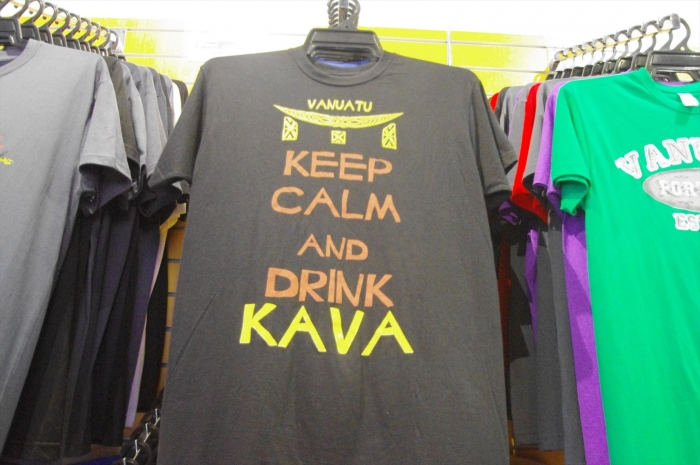 VANUATU
KEEP
CALM
AND
DRINK
KAVA